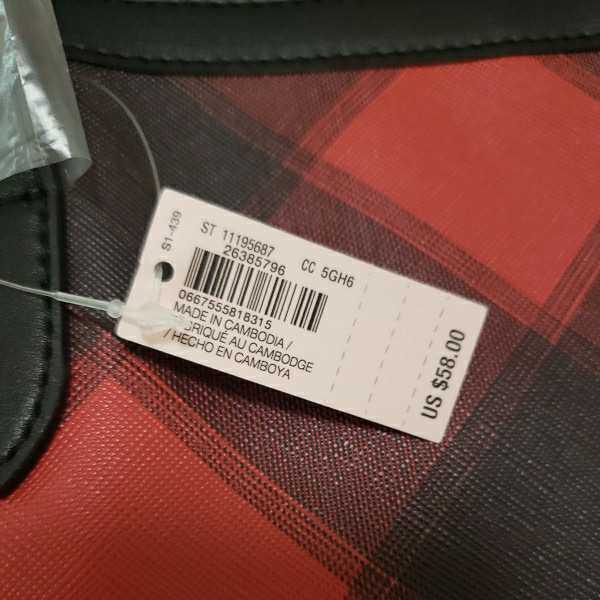 S1-439
ST 11195687 CC 5GH6
26385796
0667555818315
MADE IN CAMBODIA /
FABRIQUÉ AU CAMBODGE
/ HECHO EN CAMBOYA
US $58.00